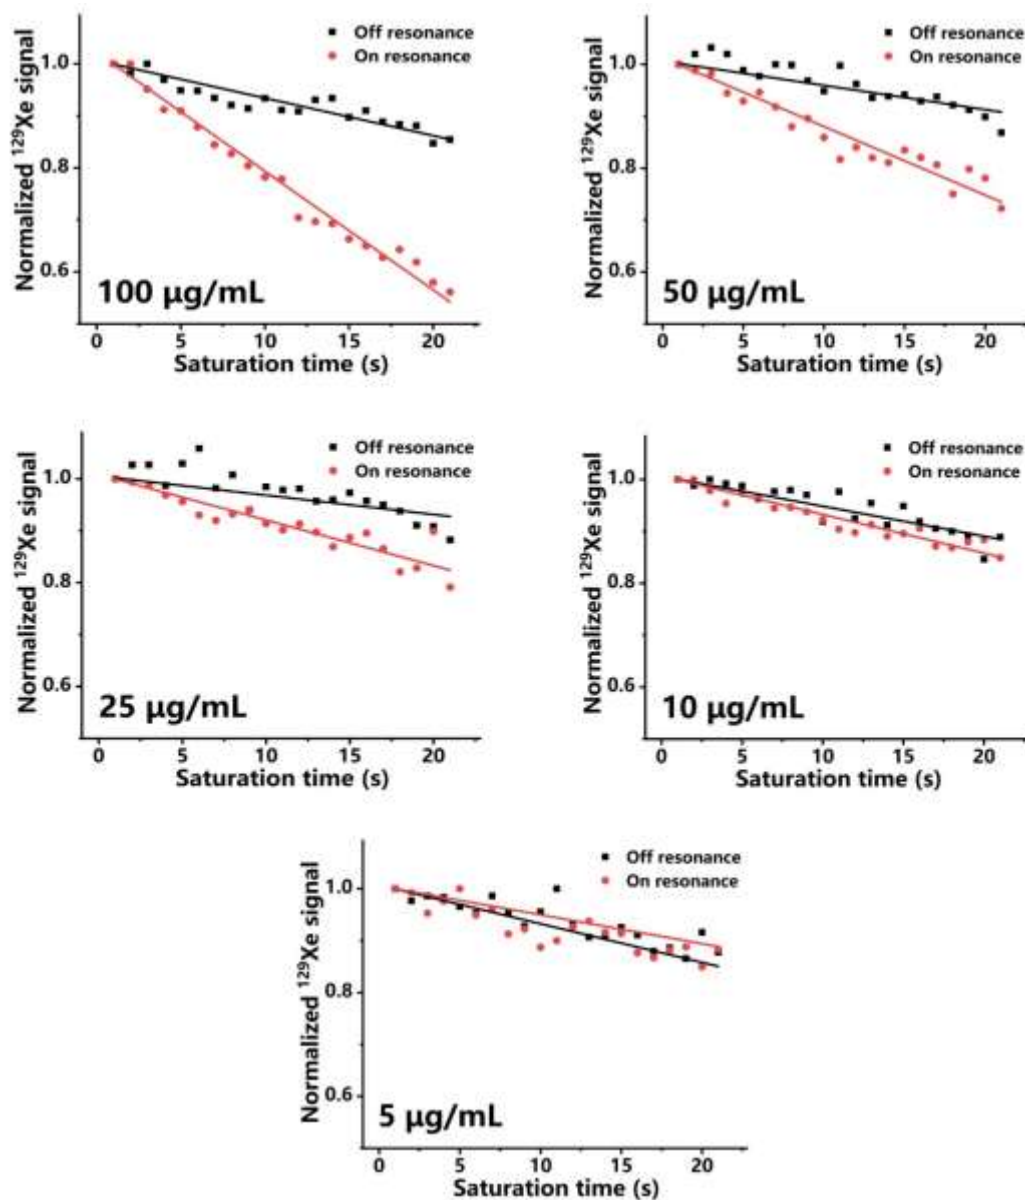 Normalized ¹²⁹Xe signal
1.0
0.8
0.6
Off resonance
On resonance
100 μg/mL
0 5 10 15 20
Saturation time (s)
Normalized ¹²⁹Xe signal
1.0
0.8
0.6
Off resonance
On resonance
50 μg/mL
0 5 10 15 20
Saturation time (s)
Normalized ¹²⁹Xe signal
1.0
0.8
0.6
Off resonance
On resonance
25 μg/mL
0 5 10 15 20
Saturation time (s)
Normalized ¹²⁹Xe signal
1.0
0.8
0.6
Off resonance
On resonance
10 μg/mL
0 5 10 15 20
Saturation time (s)
Normalized ¹²⁹Xe signal
1.0
0.8
0.6
Off resonance
On resonance
5 μg/mL
0 5 10 15 20
Saturation time (s)